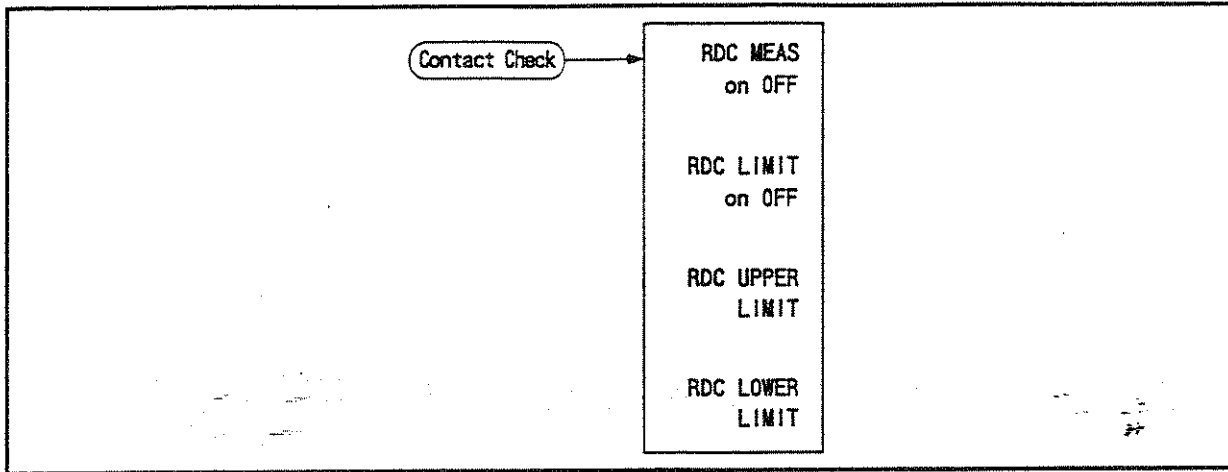 Contact Check
RDC MEAS
on OFF
RDC LIMIT
on OFF
RDC UPPER
LIMIT
RDC LOWER
LIMIT